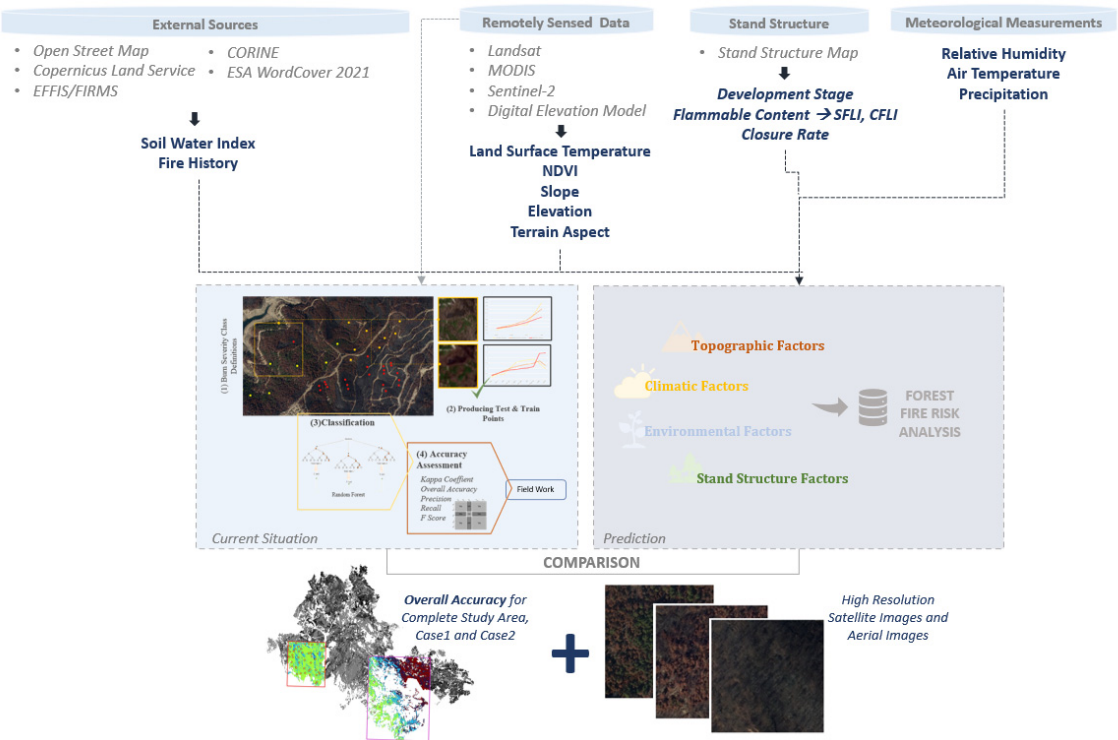 External Sources
• Open Street Map
• Copernicus Land Service
• EFFIS/FIRMS
• CORINE
• ESA WordCover 2021
Soil Water Index
Fire History
Remotely Sensed Data
• Landsat
• MODIS
• Sentinel-2
• Digital Elevation Model
Land Surface Temperature
NDVI
Slope
Elevation
Terrain Aspect
Stand Structure
• Stand Structure Map
Development Stage
Flammable Content → SFLI, CFLI
Closure Rate
Meteorological Measurements
Relative Humidity
Air Temperature
Precipitation
(1) Burn Severity Class
Definitions
(2) Producing Test & Train
Points
(3)Classification
Random Forest
(4) Accuracy
Assessment
Kappa Coeffient
Overall Accuracy
Precision
Recall
F Score
Field Work
Current Situation
Topographic Factors
Climatic Factors
Environmental Factors
Stand Structure Factors
FOREST
FIRE RISK
ANALYSIS
Prediction
COMPARISON
Overall Accuracy for
Complete Study Area,
Case1 and Case2
High Resolution
Satellite Images and
Aerial Images